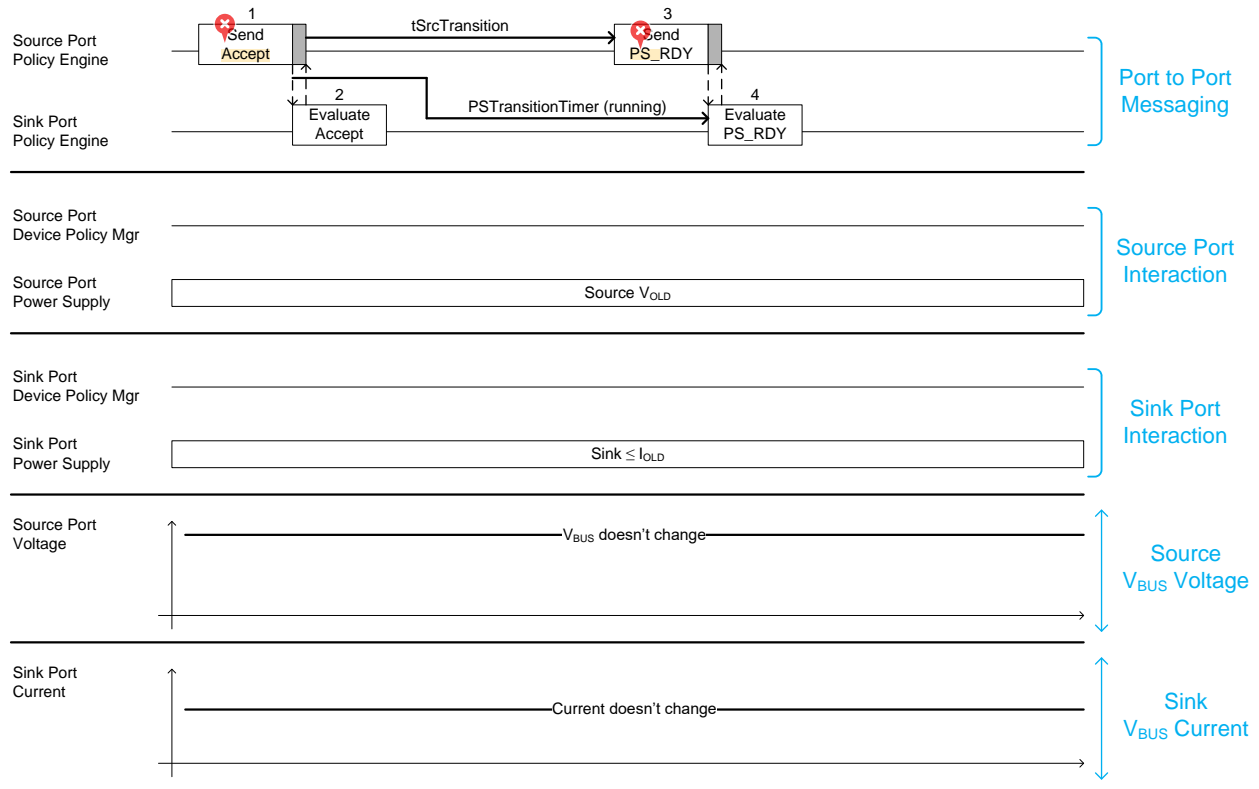 1
tSrcTransition
3
Source Port
Policy Engine
Send
Accept
Send
PS_RDY
2
PSTransitionTimer (running)
4
Sink Port
Policy Engine
Evaluate
Accept
Evaluate
PS_RDY
Port to Port
Messaging
Source Port
Device Policy Mgr
Source Port
Power Supply
Source VOLD
Source Port
Interaction
Sink Port
Device Policy Mgr
Sink Port
Power Supply
Sink ≤ IOLD
Sink Port
Interaction
Source Port
Voltage
VBUS doesn’t change
Source
VBUS Voltage
Sink Port
Current
Current doesn’t change
Sink
VBUS Current